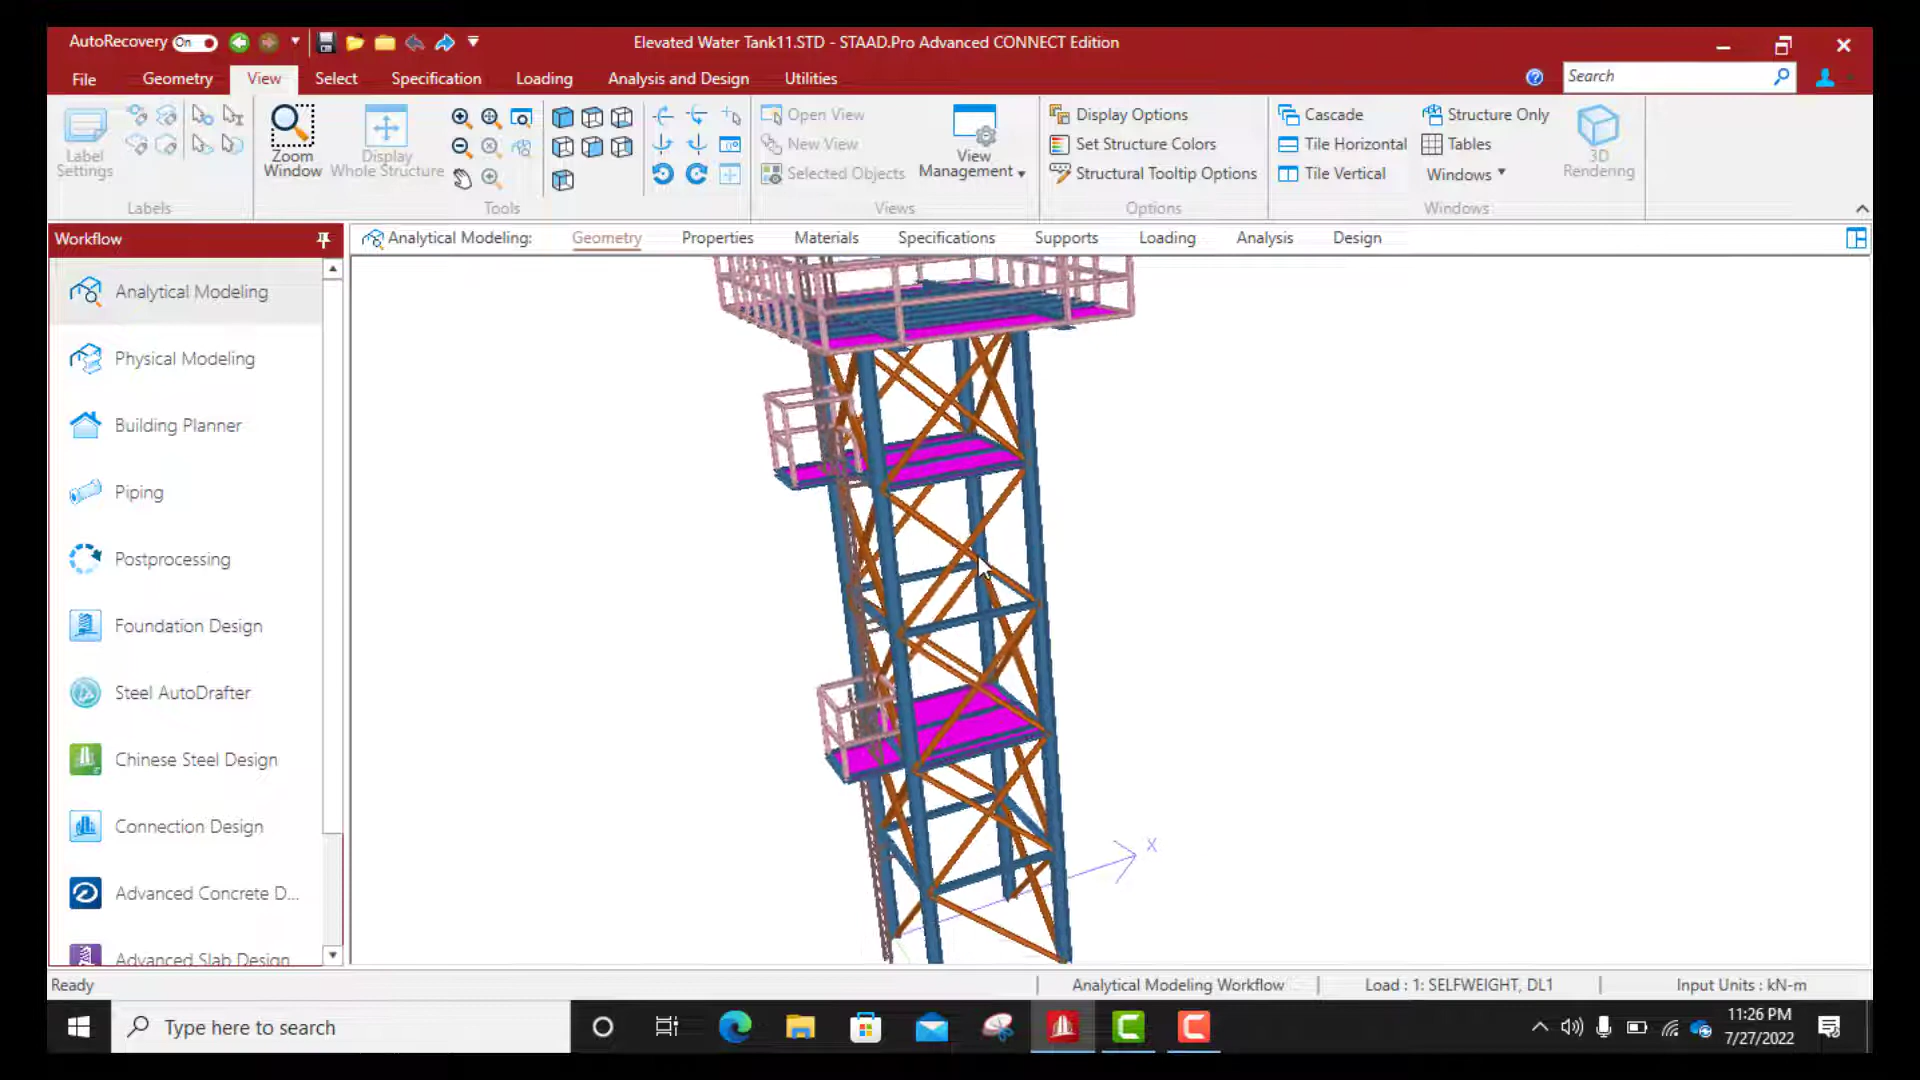 AutoRecovery On
Elevated Water Tank11.STD - STAAD.Pro Advanced CONNECT Edition
File Geometry View Select Specification Loading Analysis and Design Utilities
Search
Label Settings
Labels
Zoom Window
Display Whole Structure
Tools
Open View
New View
Selected Objects
View Management
Views
Display Options
Set Structure Colors
Structural Tooltip Options
Options
Cascade
Tile Horizontal
Tile Vertical
Structure Only
Tables
Windows
3D Rendering
Windows
Workflow
Analytical Modeling: Geometry Properties Materials Specifications Supports Loading Analysis Design
Analytical Modeling
Physical Modeling
Building Planner
Piping
Postprocessing
Foundation Design
Steel AutoDrafter
Chinese Steel Design
Connection Design
Advanced Concrete D...
Advanced Slab Design
X
Ready
Analytical Modeling Workflow
Load : 1: SELFWEIGHT, DL1
Input Units : kN-m
Type here to search
11:26 PM
7/27/2022